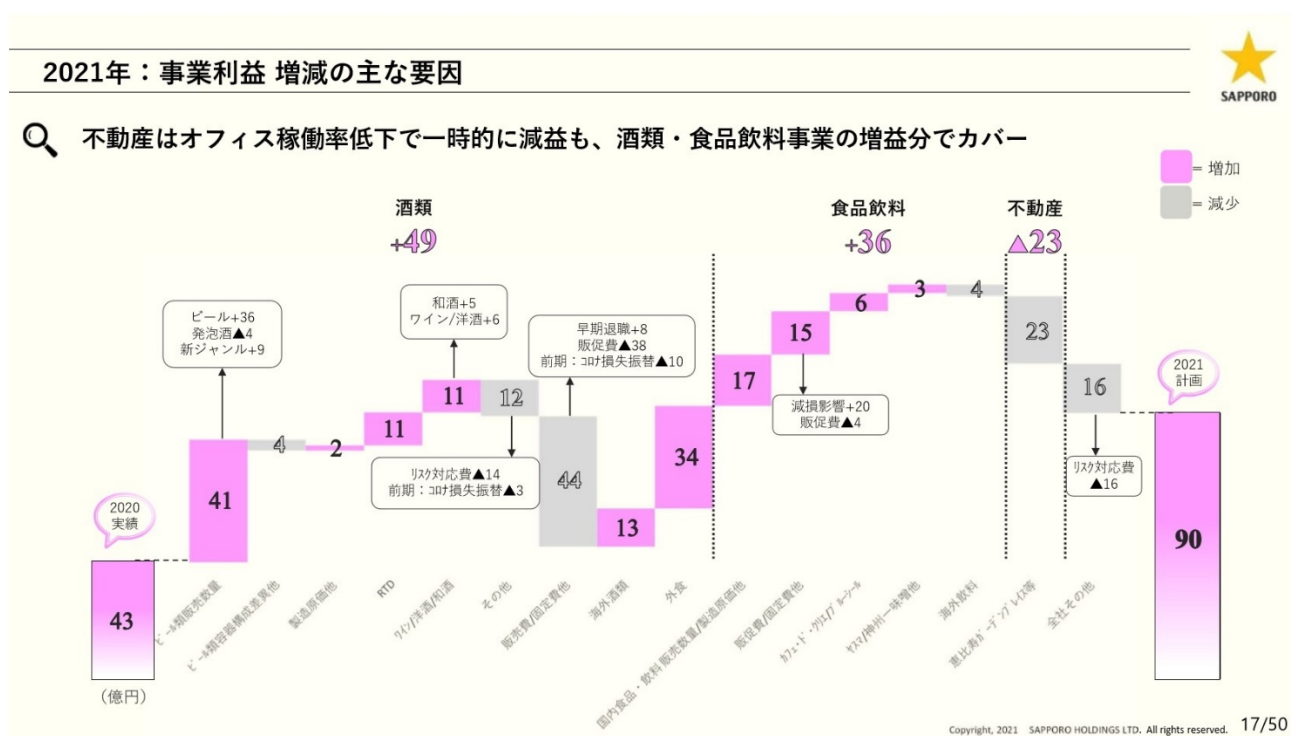 2021年：事業利益 増減の主な要因
SAPPORO
不動産はオフィス稼働率低下で一時的に減益も、酒類・食品飲料事業の増益分でカバー
= 増加
= 減少
酒類
+49
食品飲料
+36
不動産
△23
ビール+36
発泡酒▲4
新ジャンル+9
和酒+5
ワイン/洋酒+6
早期退職+8
販促費▲38
前期：ｺﾛﾅ損失振替▲10
リスク対応費▲14
前期：ｺﾛﾅ損失振替▲3
減損影響+20
販促費▲4
リスク対応費
▲16
2020
実績
43
41
4
2
11
11
12
44
13
34
17
15
6
3
4
23
16
2021
計画
90
ﾋﾞｰﾙ類販売数量
ﾋﾞｰﾙ類容器構成差異他
製造原価他
RTD
ﾜｲﾝ/洋酒/和酒
その他
販売費/固定費他
海外酒類
外食
国内食品・飲料 販売数量/製造原価他
販促費/固定費他
ｶﾌｪ･ﾄﾞ･ｸﾘｴ/ﾌﾞﾙｰｼｰﾙ
ﾔｽﾏ/神州一味噌他
海外飲料
恵比寿ｶﾞｰﾃﾞﾝﾌﾟﾚｲｽ等
全社その他
(億円)
Copyright, 2021 SAPPORO HOLDINGS LTD. All rights reserved.
17/50